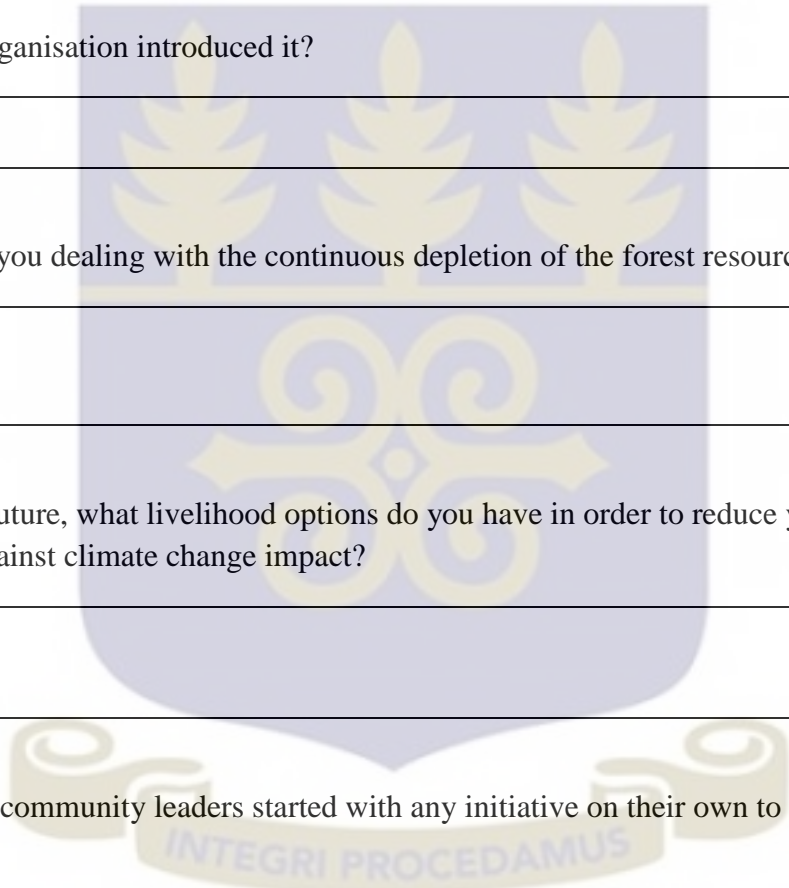 ganisation introduced it?
you dealing with the continuous depletion of the forest resourc
uture, what livelihood options do you have in order to reduce
ainst climate change impact?
community leaders started with any initiative on their own to
INTEGRI PROCEDAMUS